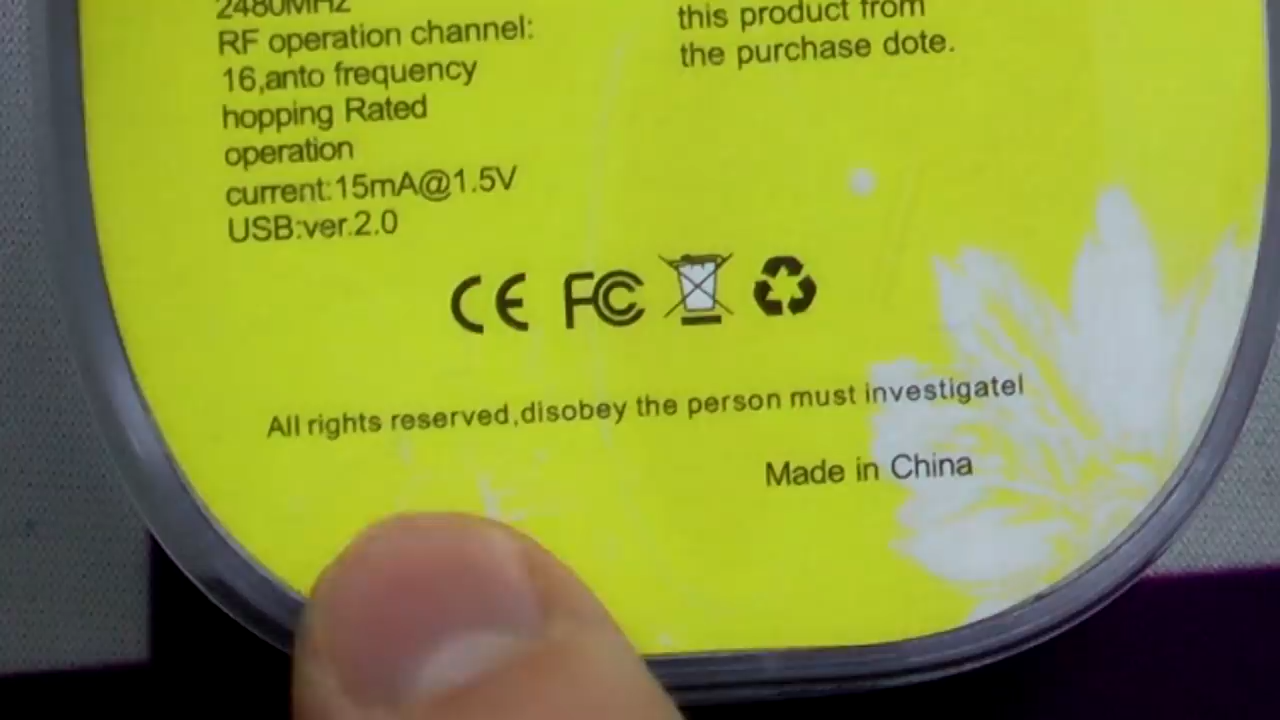 2480MHZ
RF operation channel:
16,anto frequency
hopping Rated
operation
current:15mA@1.5V
USB:ver.2.0
this product from
the purchase dote.
CE FC
All rights reserved,disobey the person must investigatel
Made in China